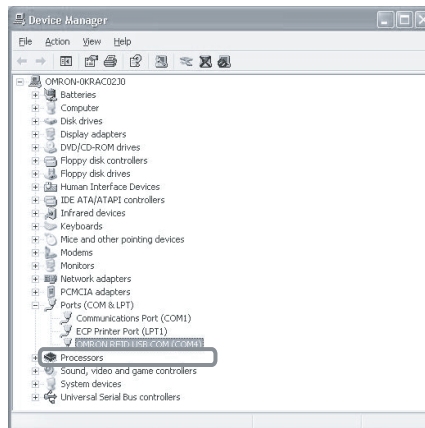 Device Manager
File Action View Help
OMRON-0KRAC02J0
Batteries
Computer
Disk drives
Display adapters
DVD/CD-ROM drives
Floppy disk controllers
Floppy disk drives
Human Interface Devices
IDE ATA/ATAPI controllers
Infrared devices
Keyboards
Mice and other pointing devices
Modems
Monitors
Network adapters
PCMCIA adapters
Ports (COM & LPT)
Communications Port (COM1)
ECP Printer Port (LPT1)
OMRON RFID USB COM (COM4)
Processors
Sound, video and game controllers
System devices
Universal Serial Bus controllers